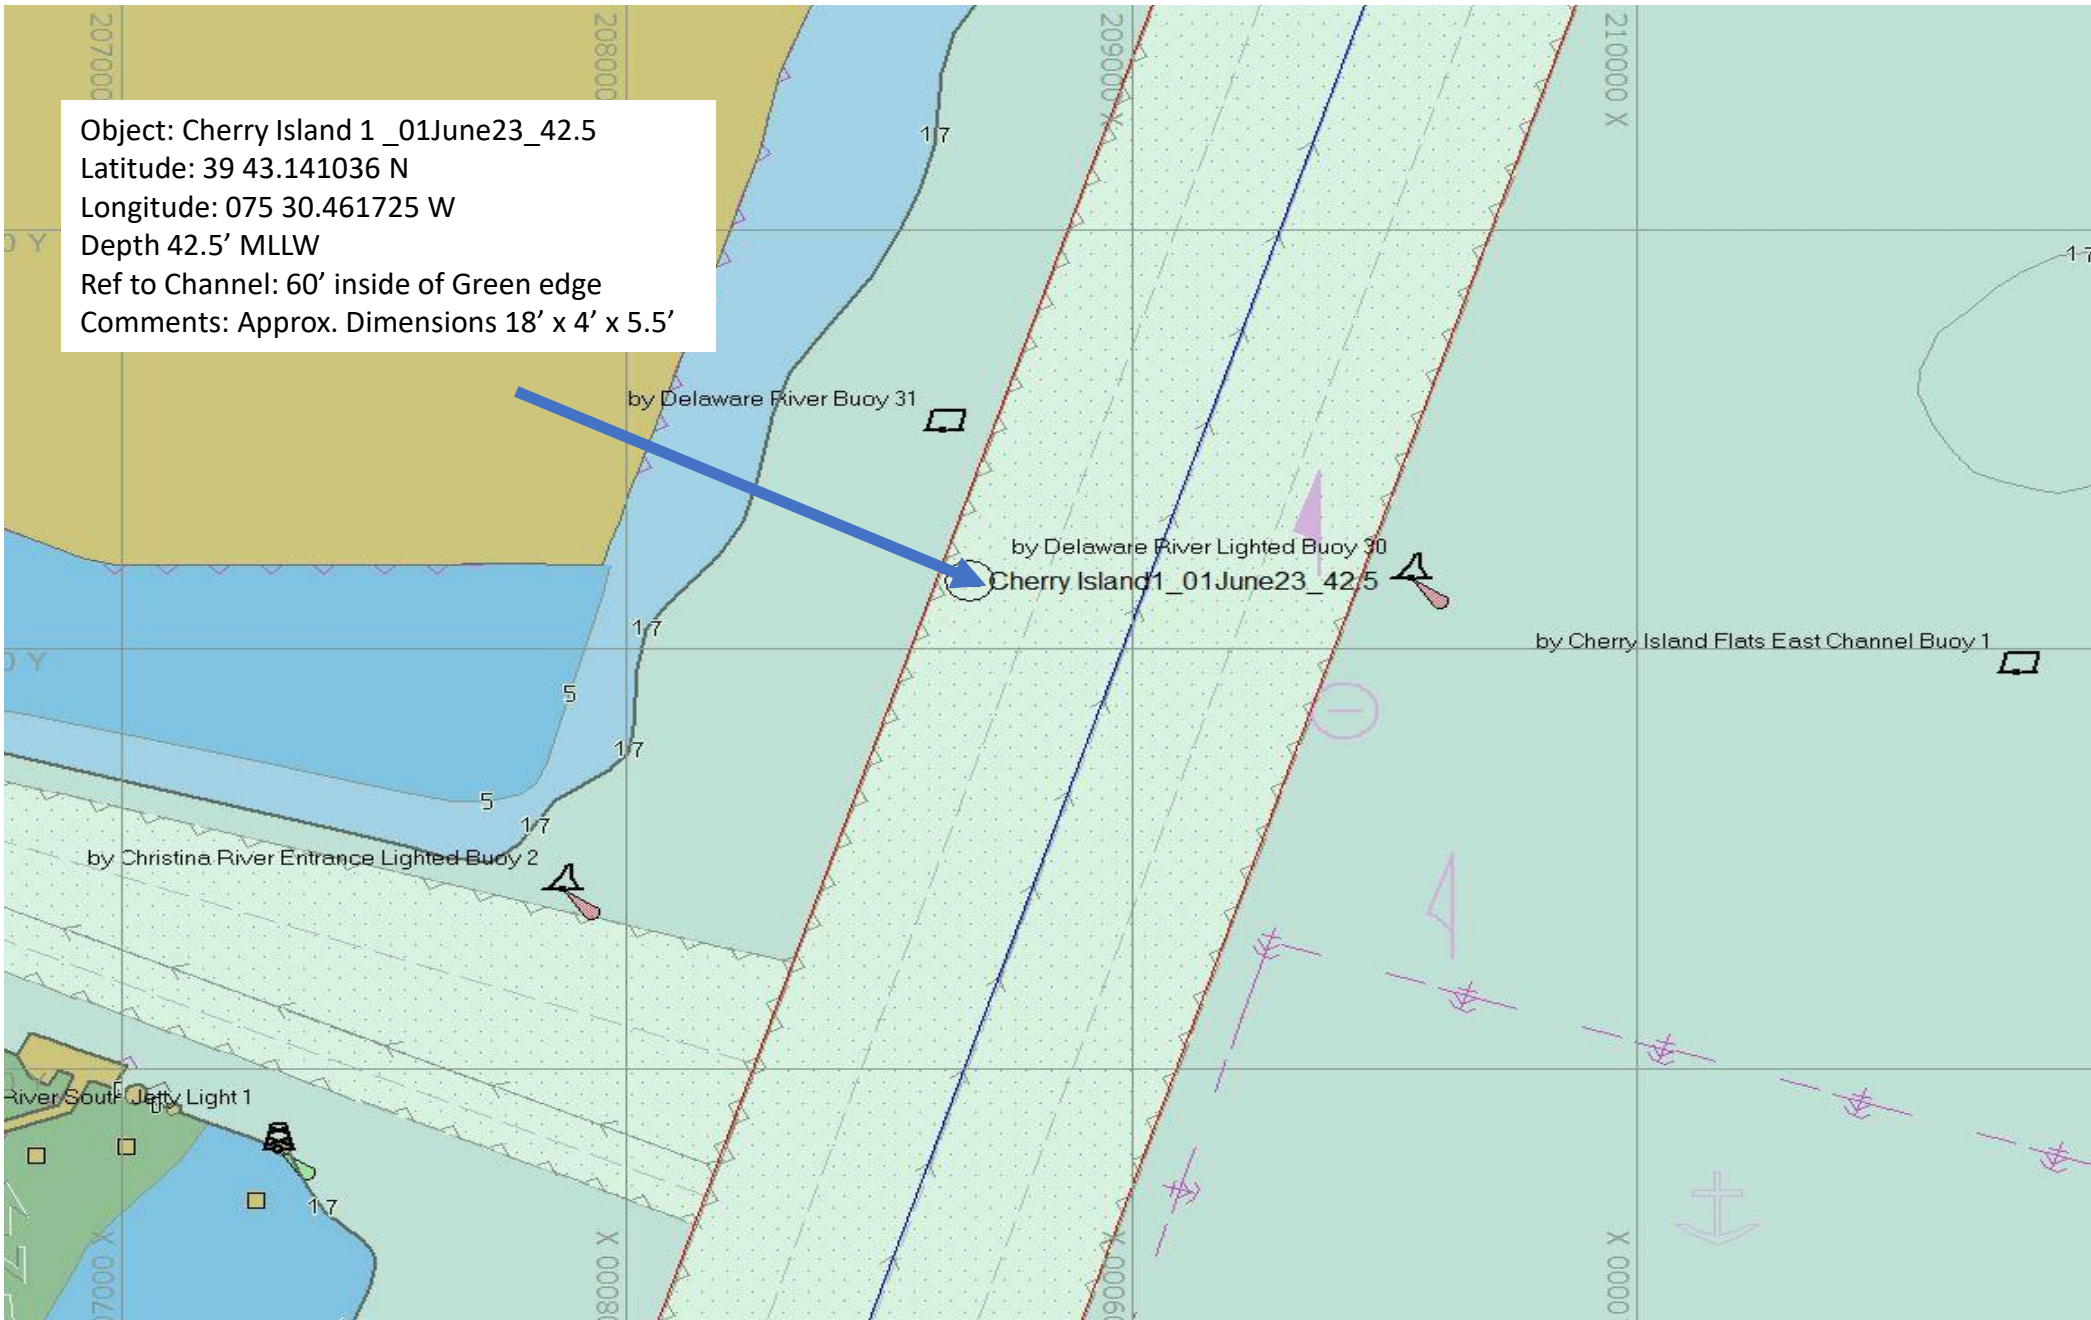 207000
208000
209000 X
2100000 X
Object: Cherry Island 1 _01June23_42.5
Latitude: 39 43.141036 N
Longitude: 075 30.461725 W
Depth 42.5’ MLLW
Ref to Channel: 60’ inside of Green edge
Comments: Approx. Dimensions 18’ x 4’ x 5.5’
17
0 Y
17
by Delaware River Buoy 31
by Delaware River Lighted Buoy 30
Cherry Island1_01June23_42.5
17
by Cherry Island Flats East Channel Buoy 1
0 Y
5
17
5
17
by Christina River Entrance Lighted Buoy 2
River South Jetty Light 1
17
X
X
X